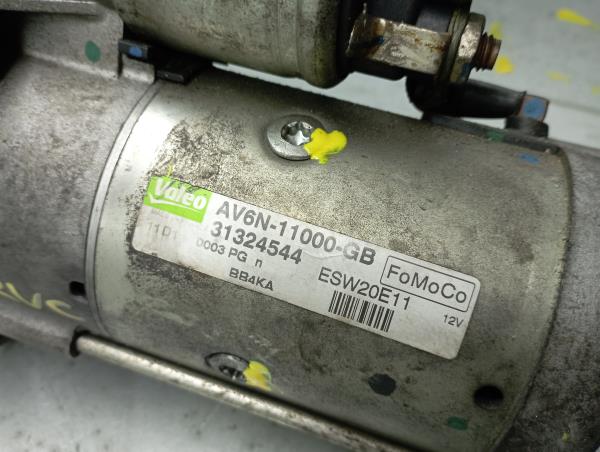 Valeo
AV6N-11000-GB
31324544
0003 PG n
BB4KA
ESW20E11
FoMoCo
12V